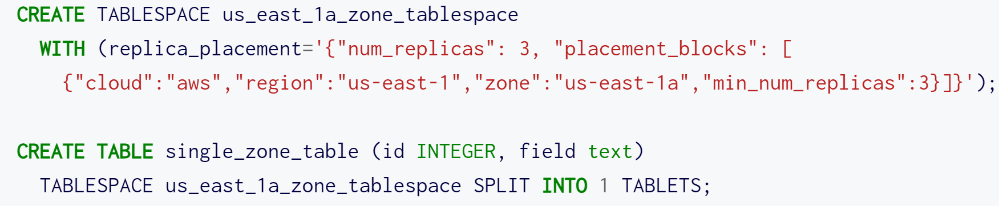 CREATE TABLESPACE us_east_1a_zone_tablespace
WITH (replica_placement='{"num_replicas": 3, "placement_blocks": [
{"cloud":"aws","region":"us-east-1","zone":"us-east-1a","min_num_replicas":3}]}');
CREATE TABLE single_zone_table (id INTEGER, field text)
TABLESPACE us_east_1a_zone_tablespace SPLIT INTO 1 TABLETS;